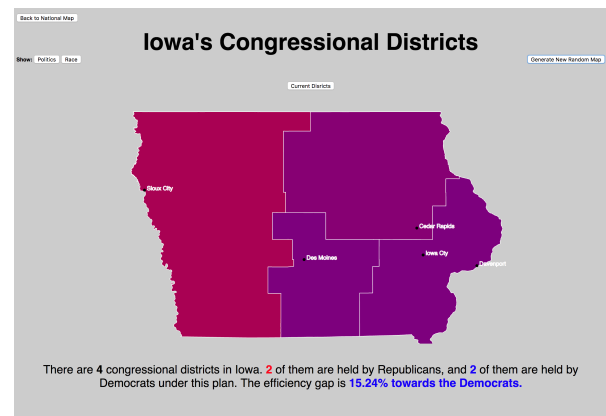 Back to National Map
Iowa's Congressional Districts
Show: Politics Race
Generate New Random Map
Current Disricts
Sioux City
Cedar Rapids
Iowa City
Des Moines
Davenport
There are 4 congressional districts in Iowa. 2 of them are held by Republicans, and 2 of them are held by
Democrats under this plan. The efficiency gap is 15.24% towards the Democrats.